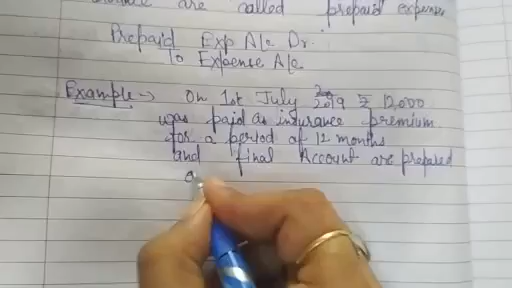 are called prepaid expenses
Prepaid Exp A/c Dr.
To Expense A/c
Example:-> On 1st July 2019 ₹ 12,000
was paid as insurance premium
for a period of 12 months
and final Account are prepared